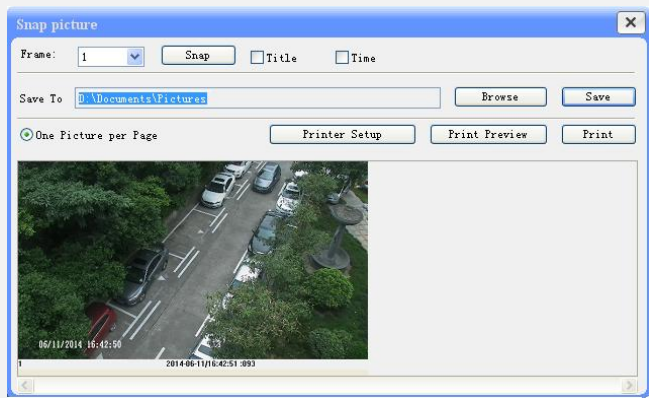 Snap picture
Frame: 1 Snap Title Time
Save To D:\Documents\Pictures Browse Save
One Picture per Page Printer Setup Print Preview Print
06/11/2014 16:42:50
1 2014-06-11/16:42:51 :093